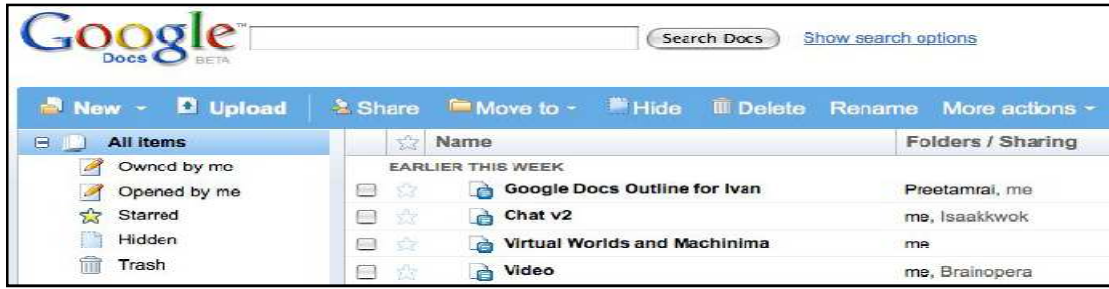 Google™
Docs BETA
Search Docs Show search options
New Upload Share Move to Hide Delete Rename More actions
All items
Owned by me
Opened by me
Starred
Hidden
Trash
Name Folders / Sharing
EARLIER THIS WEEK
Google Docs Outline for Ivan Preetamrai, me
Chat v2 me, Isaakkwok
Virtual Worlds and Machinima me
Video me, Brainopera